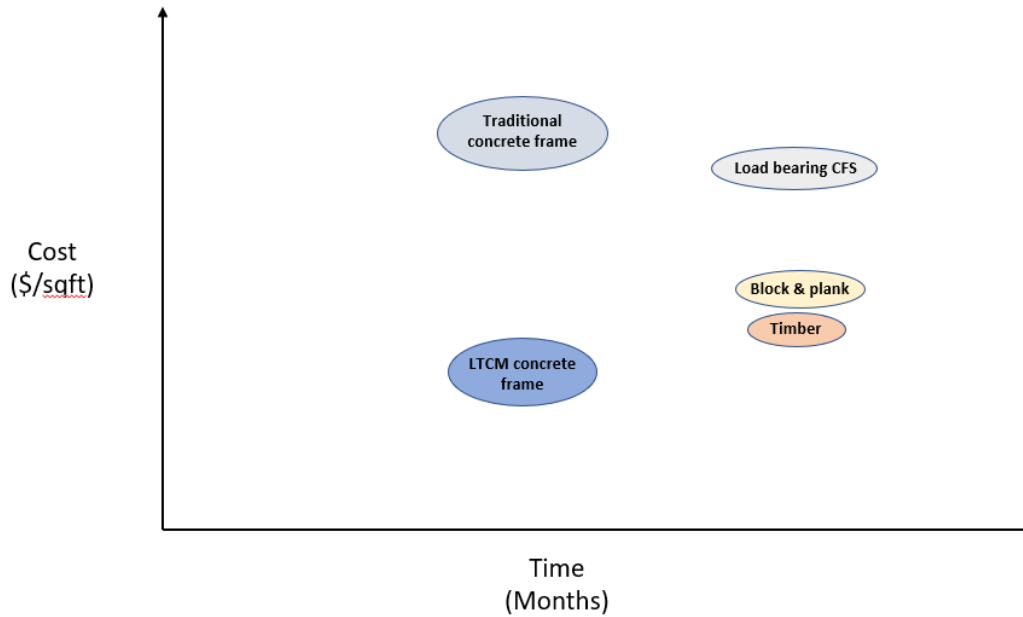 Traditional
concrete frame
Load bearing CFS
Cost
($/sqft)
Block & plank
Timber
LTCM concrete
frame
Time
(Months)